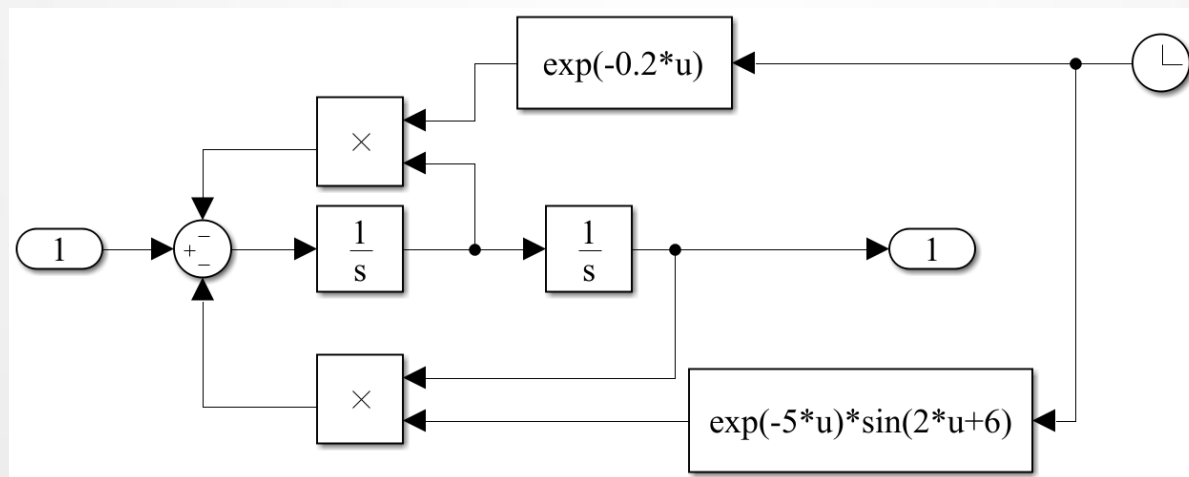 exp(-0.2*u)
×
1
+
−
−
1
s
1
s
1
×
exp(-5*u)*sin(2*u+6)